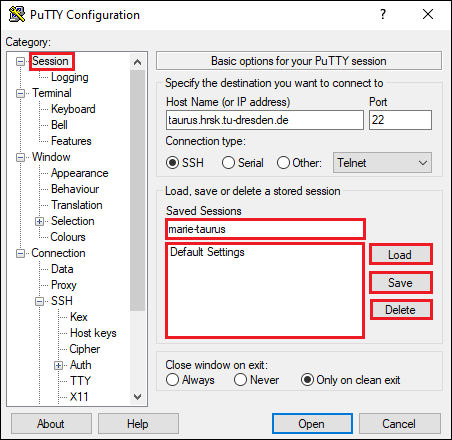 PuTTY Configuration ? ×
Category:
Session
Logging
Terminal
Keyboard
Bell
Features
Window
Appearance
Behaviour
Translation
Selection
Colours
Connection
Data
Proxy
SSH
Kex
Host keys
Cipher
Auth
TTY
X11
Basic options for your PuTTY session
Specify the destination you want to connect to
Host Name (or IP address) Port
taurus.hrsk.tu-dresden.de 22
Connection type:
SSH Serial Other: Telnet
Load, save or delete a stored session
Saved Sessions
marie-taurus
Default Settings
Load
Save
Delete
Close window on exit:
Always Never Only on clean exit
About Help Open Cancel